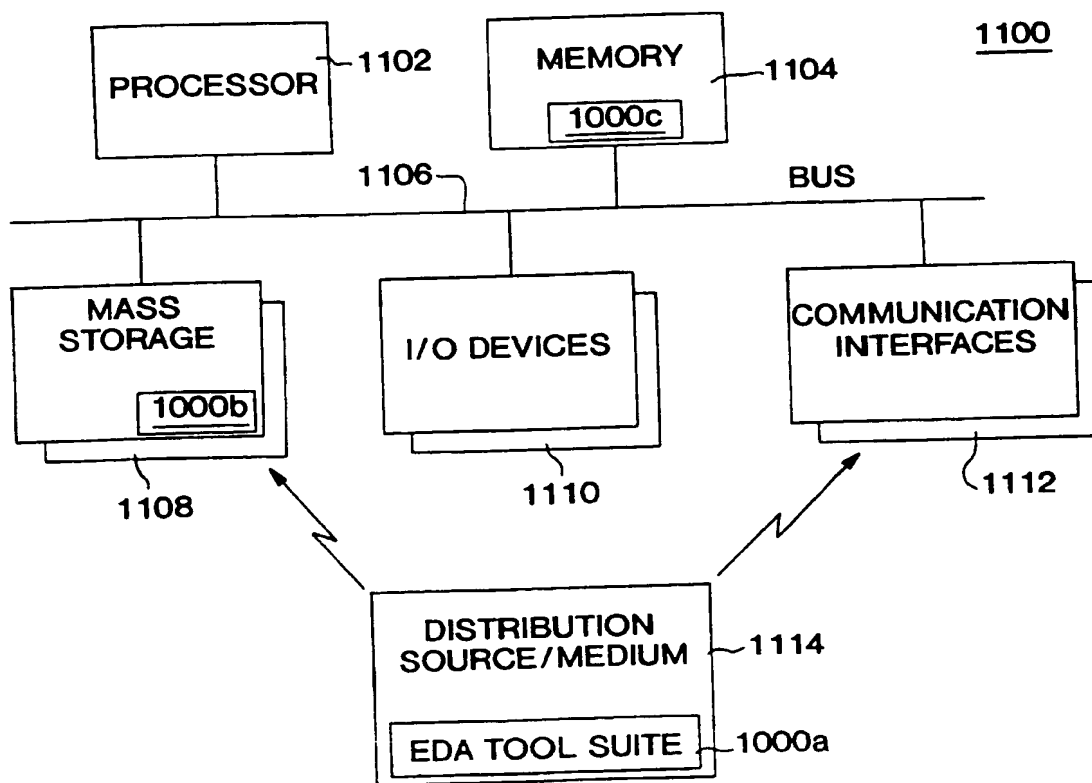 1100
PROCESSOR
1102
MEMORY
1104
1000c
1106
BUS
MASS
STORAGE
1000b
1108
I/O DEVICES
1110
COMMUNICATION
INTERFACES
1112
DISTRIBUTION
SOURCE/MEDIUM
1114
EDA TOOL SUITE
1000a